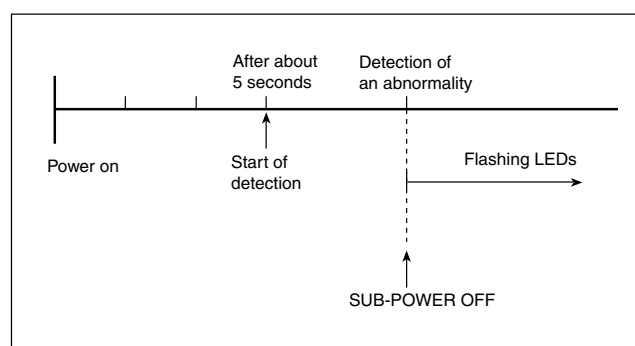 After about
5 seconds
Detection of
an abnormality
Power on
Start of
detection
Flashing LEDs
SUB-POWER OFF